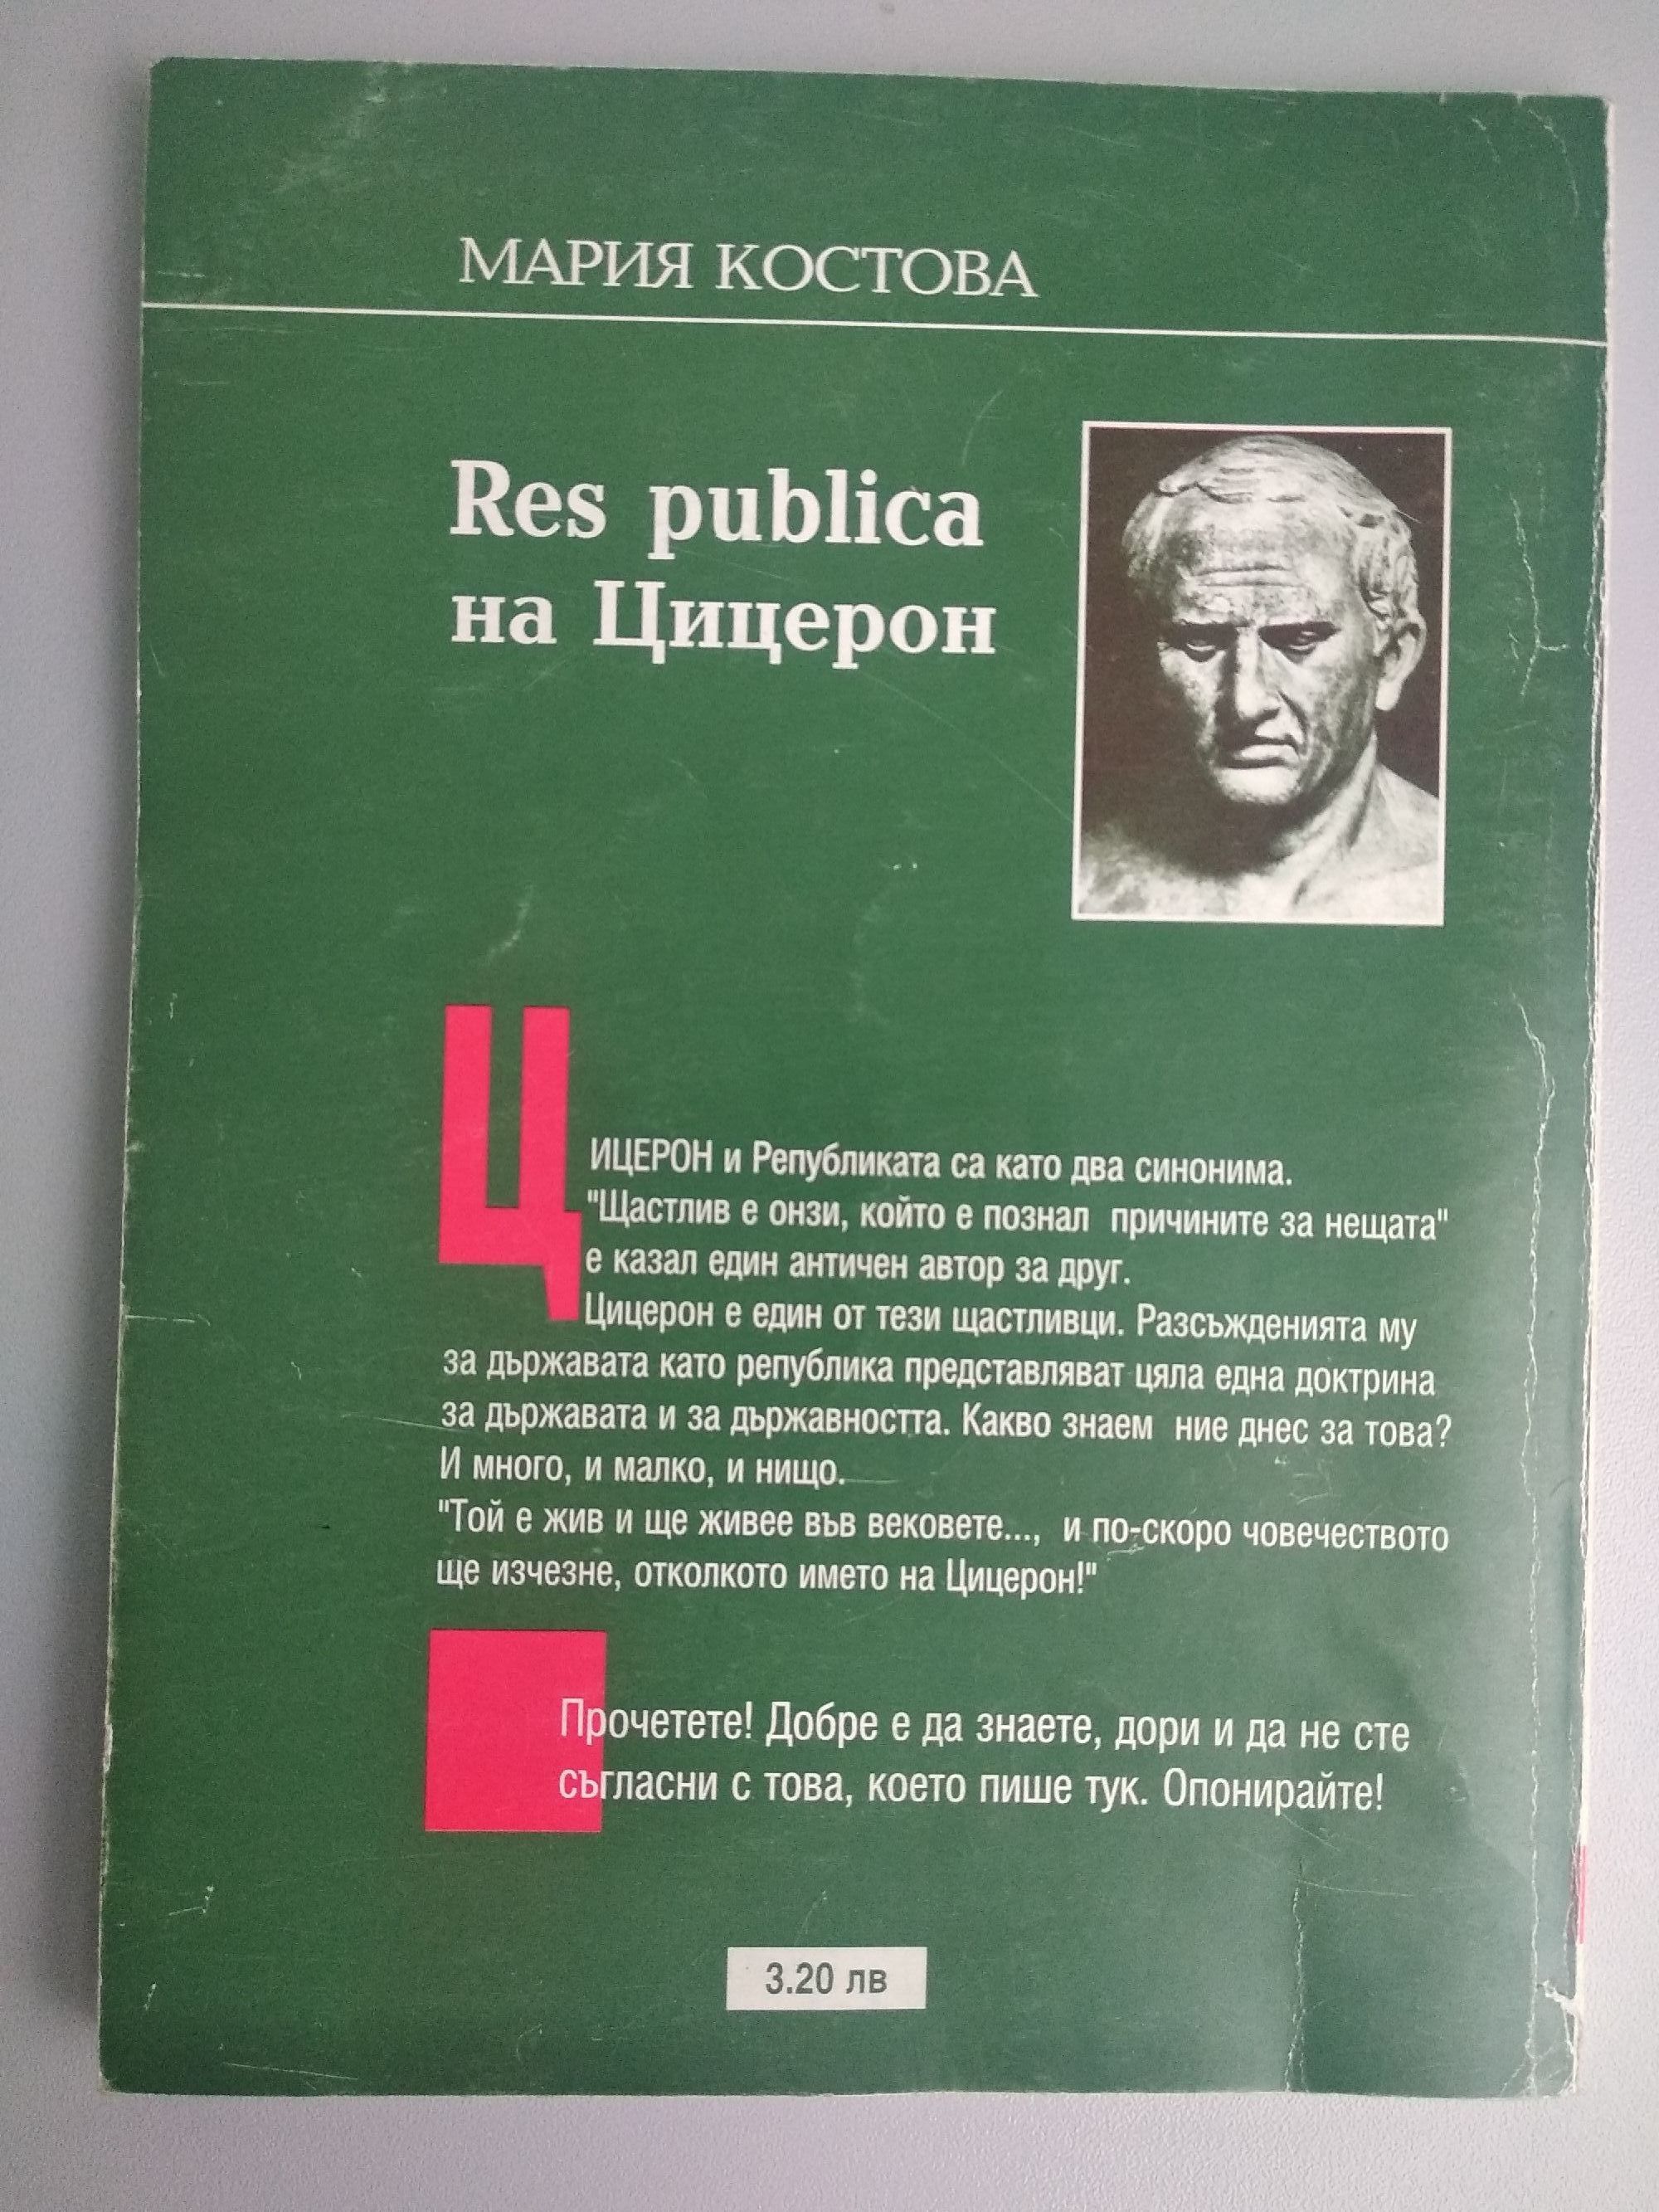 МАРИЯ КОСТОВА
Res publica
на Цицерон
ЦИЦЕРОН и Републиката са като два синонима.
"Щастлив е онзи, който е познал причините за нещата"
е казал един античен автор за друг.
Цицерон е един от тези щастливци. Разсъжденията му
за държавата като република представляват цяла една доктрина
за държавата и за държавността. Какво знаем ние днес за това?
И много, и малко, и нищо.
"Той е жив и ще живее във вековете..., и по-скоро човечеството
ще изчезне, отколкото името на Цицерон!"
Прочетете! Добре е да знаете, дори и да не сте
съгласни с това, което пише тук. Опонирайте!
3.20 лв